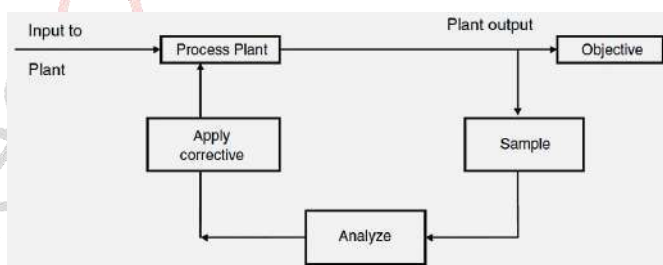 Input to
Plant
Process Plant
Plant output
Objective
Apply
corrective
Sample
Analyze